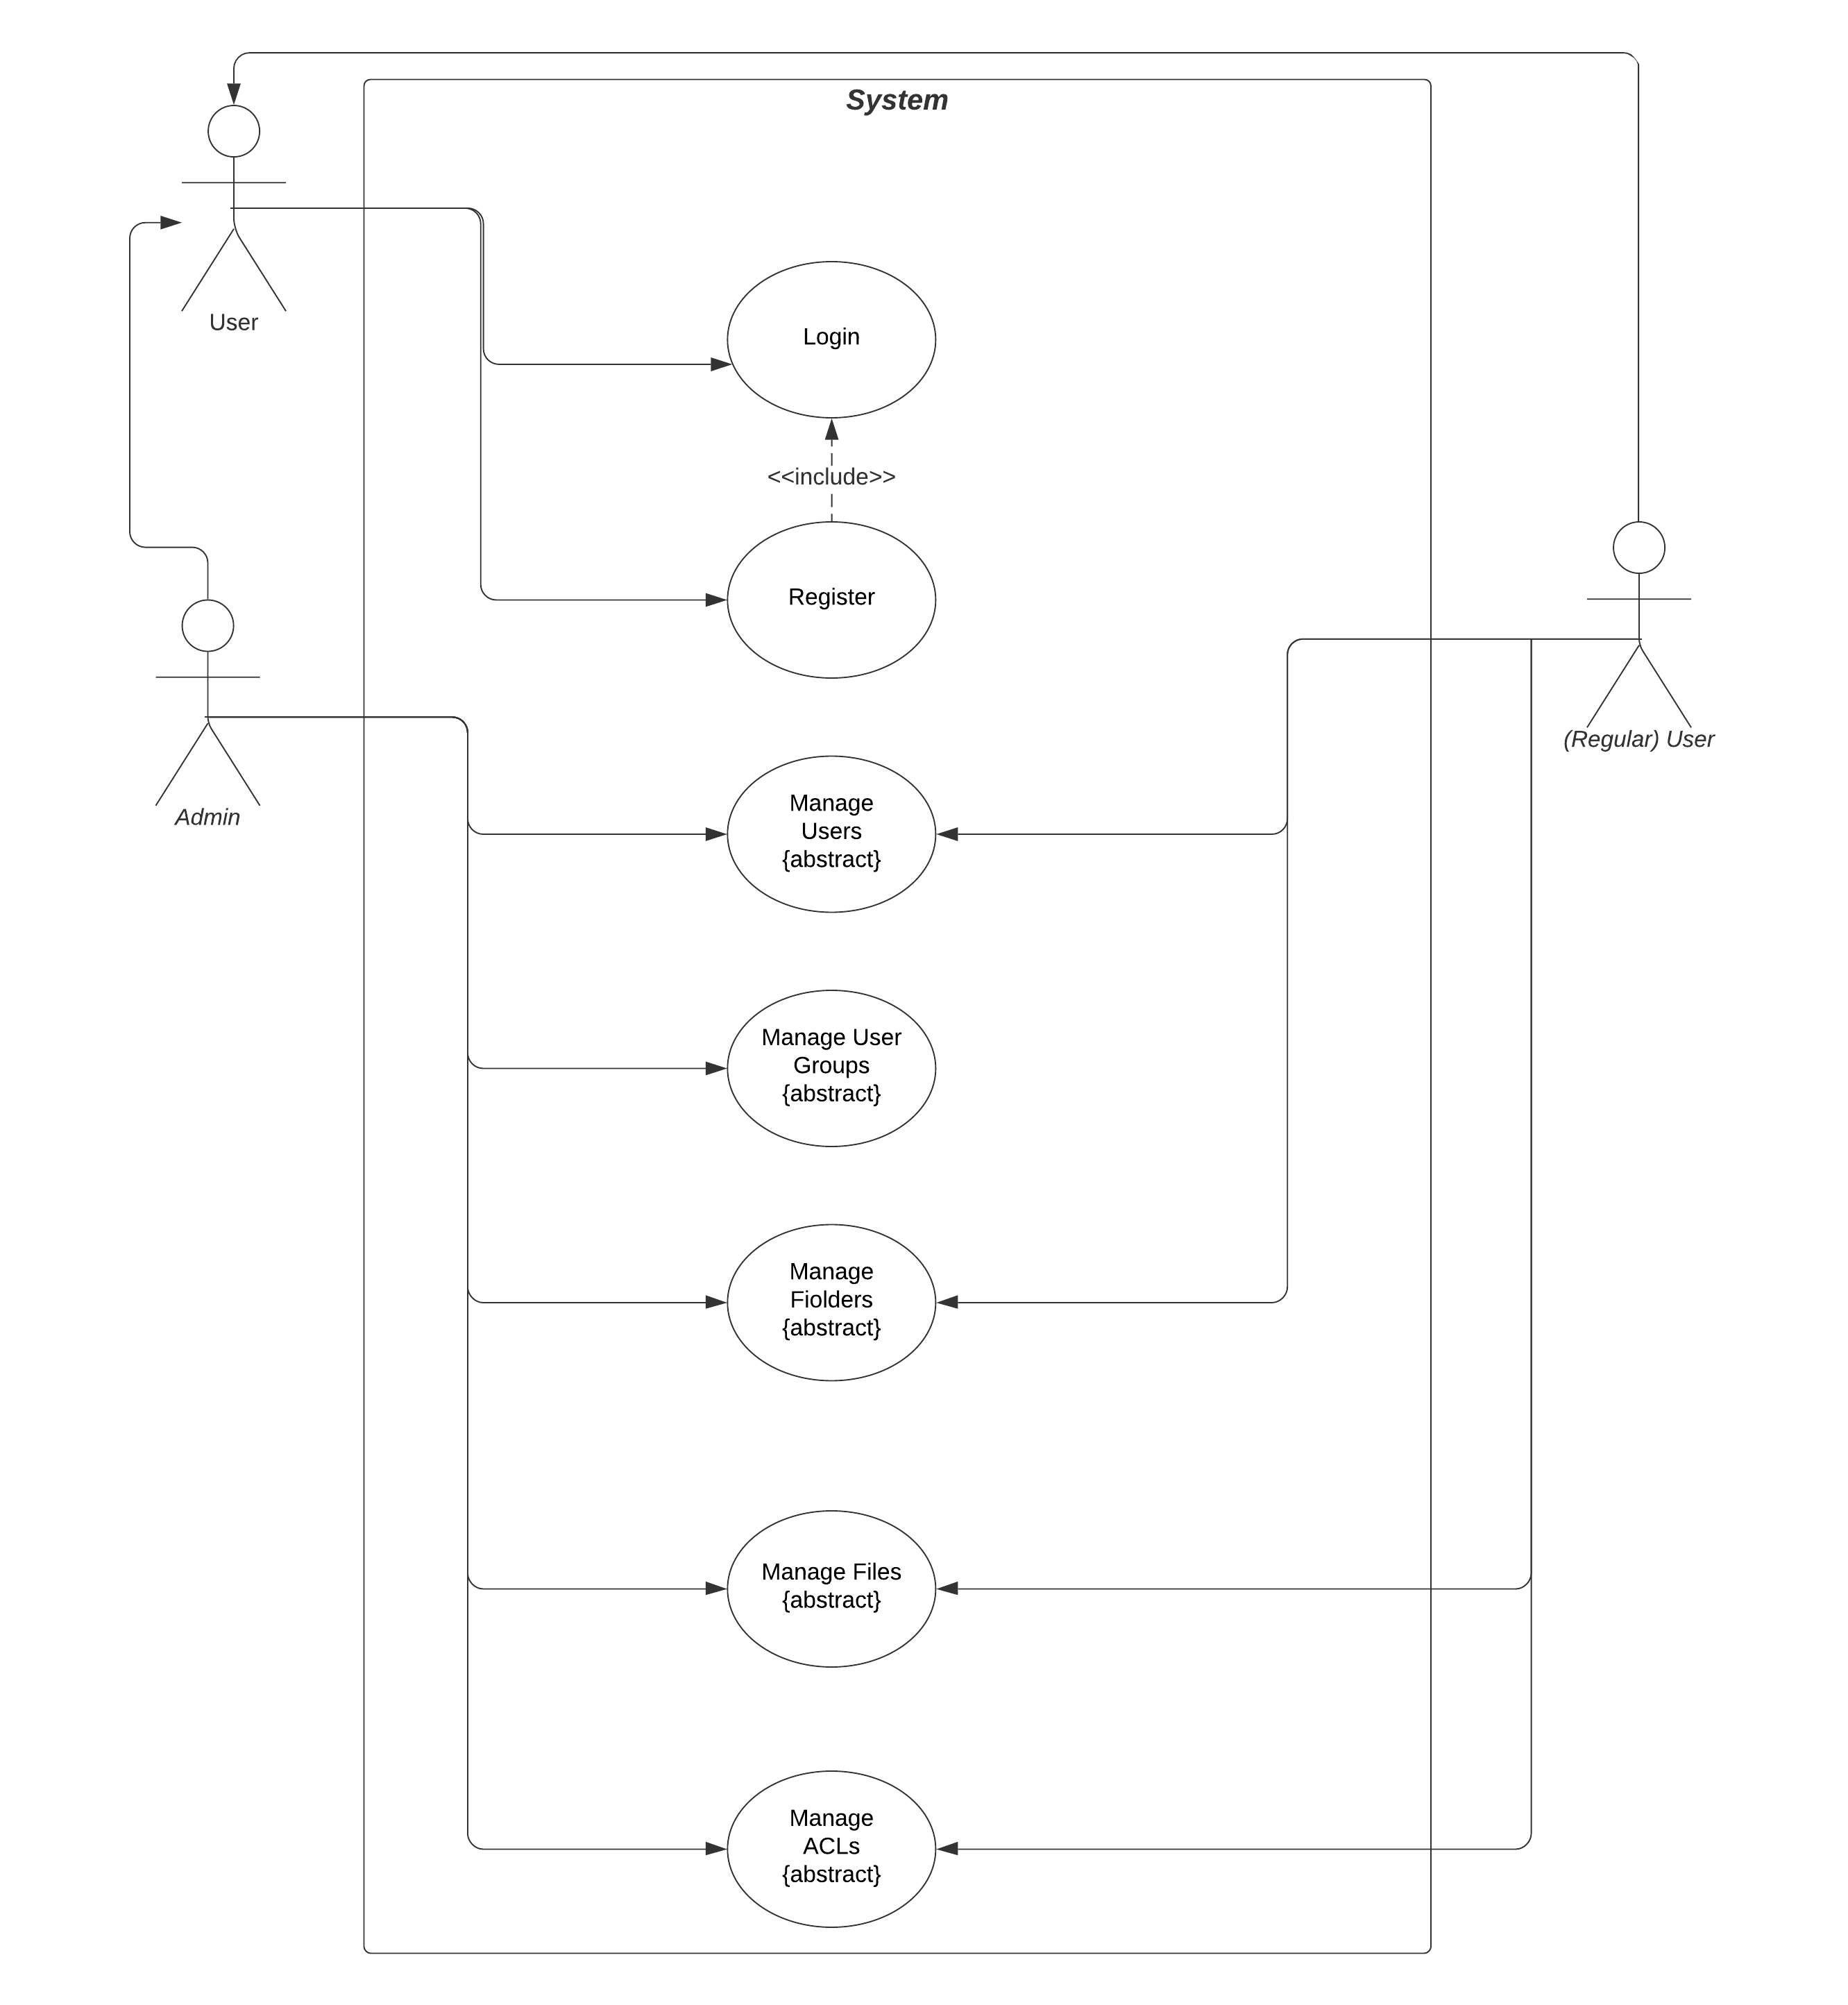 System
User
Login
<<include>>
Register
(Regular) User
Admin
Manage
Users
{abstract}
Manage User
Groups
{abstract}
Manage
Fiolders
{abstract}
Manage Files
{abstract}
Manage
ACLs
{abstract}